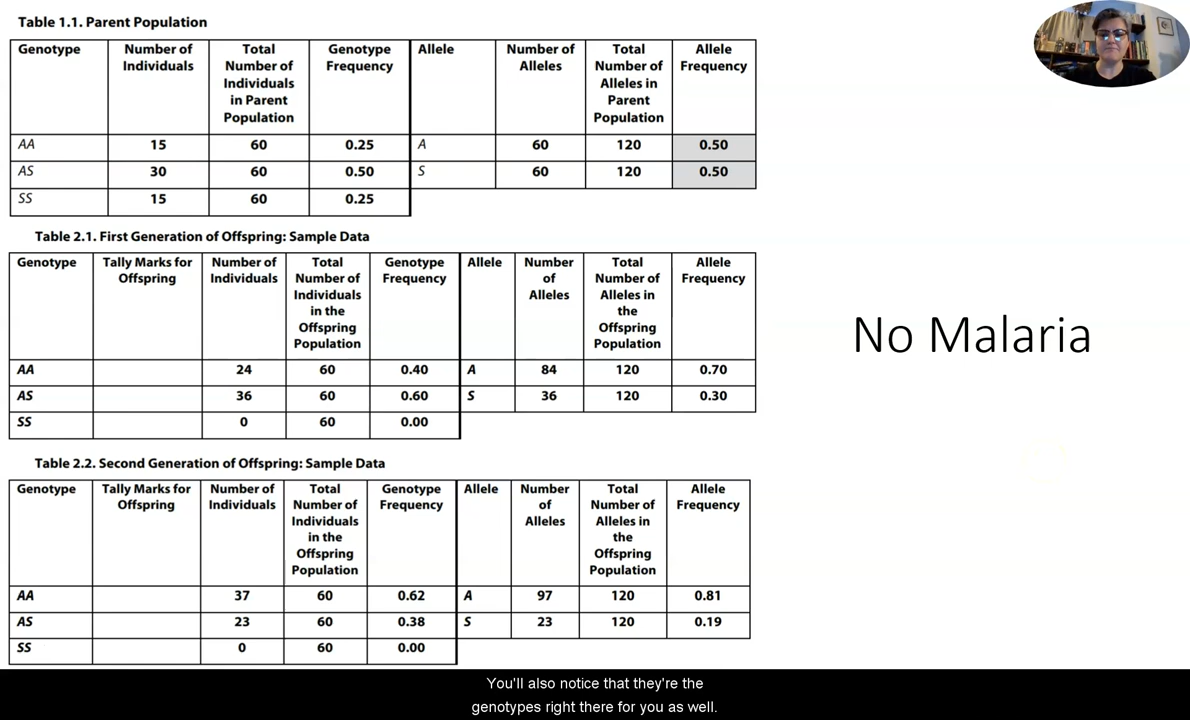 Table 1.1. Parent Population
Genotype Number of Individuals Total Number of Individuals in Parent Population Genotype Frequency Allele Number of Alleles Total Number of Alleles in Parent Population Allele Frequency
AA 15 60 0.25 A 60 120 0.50
AS 30 60 0.50 S 60 120 0.50
SS 15 60 0.25
Table 2.1. First Generation of Offspring: Sample Data
Genotype Tally Marks for Offspring Number of Individuals Total Number of Individuals in the Offspring Population Genotype Frequency Allele Number of Alleles Total Number of Alleles in the Offspring Population Allele Frequency
AA 24 60 0.40 A 84 120 0.70
AS 36 60 0.60 S 36 120 0.30
SS 0 60 0.00
No Malaria
Table 2.2. Second Generation of Offspring: Sample Data
Genotype Tally Marks for Offspring Number of Individuals Total Number of Individuals in the Offspring Population Genotype Frequency Allele Number of Alleles Total Number of Alleles in the Offspring Population Allele Frequency
AA 37 60 0.62 A 97 120 0.81
AS 23 60 0.38 S 23 120 0.19
SS 0 60 0.00
You'll also notice that they're the
genotypes right there for you as well.